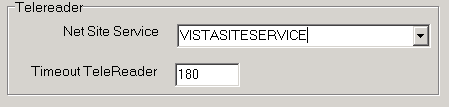 Telereader
Net Site Service VISTASITESERVICE
Timeout TeleReader 180